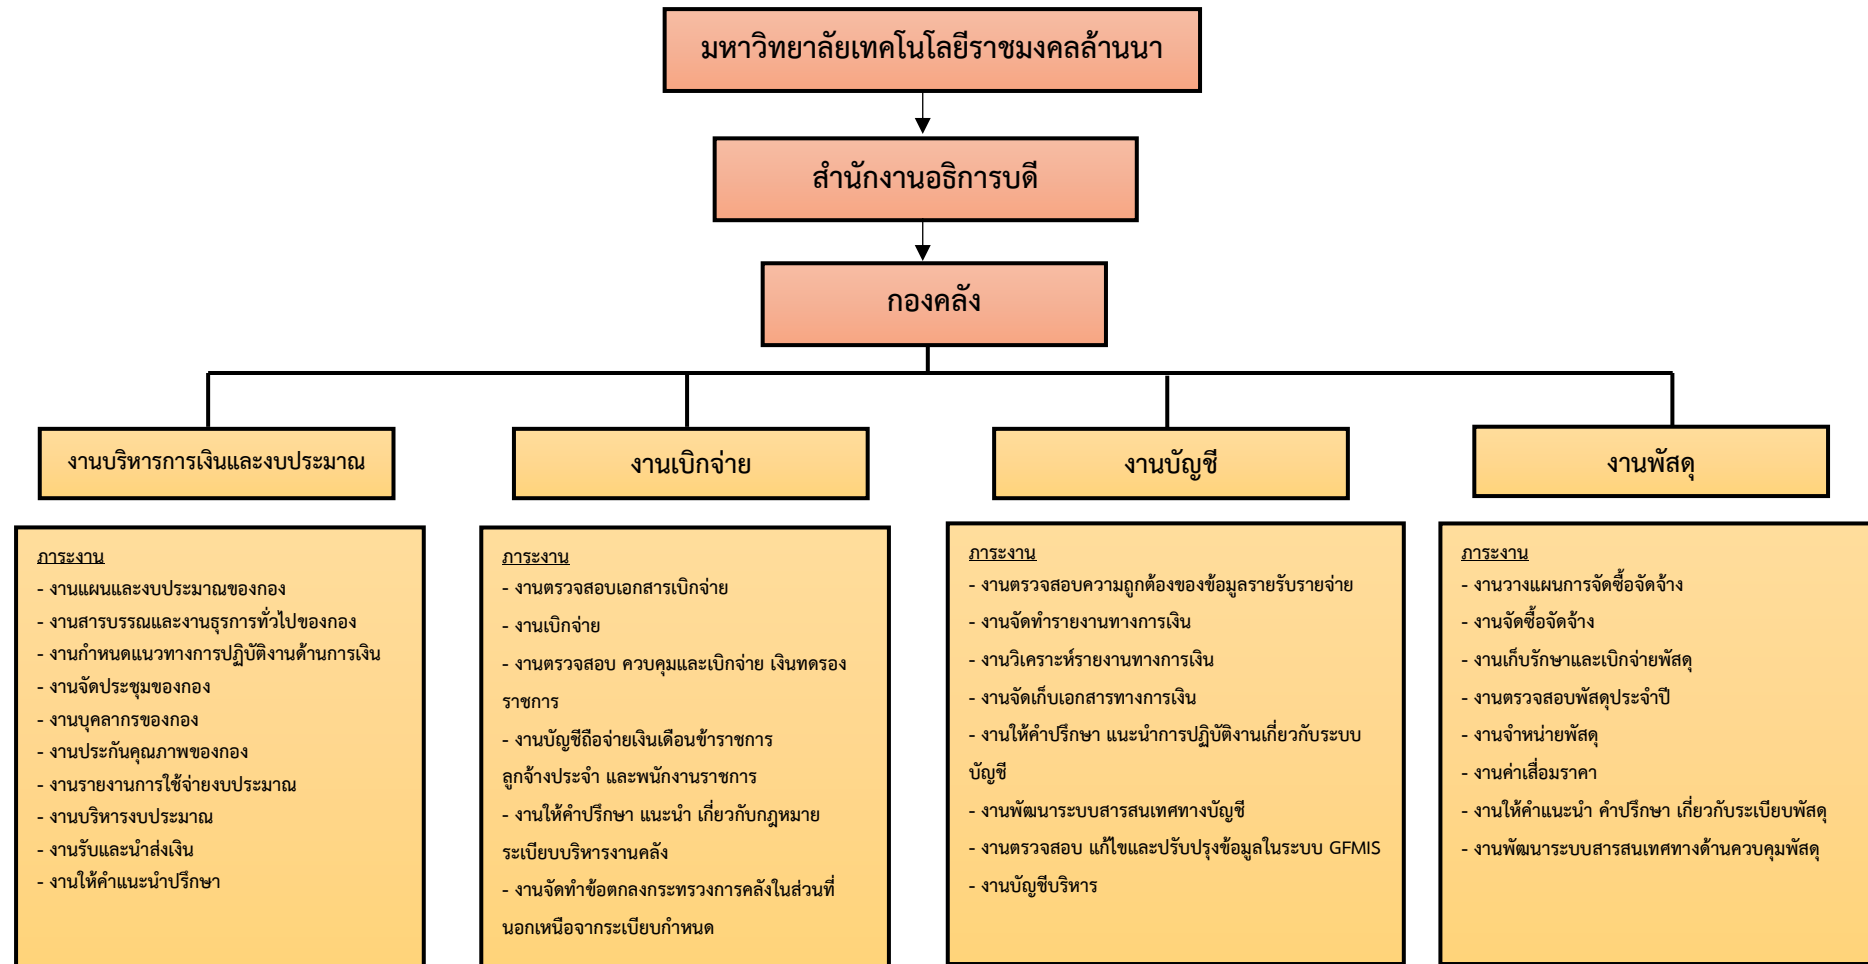 มหาวิทยาลัยเทคโนโลยีราชมงคลล้านนา
สำนักงานอธิการบดี
กองคลัง
งานบริหารการเงินและงบประมาณ
งานเบิกจ่าย
งานบัญชี
งานพัสดุ
ภาระงาน
- งานแผนและงบประมาณของกอง
- งานสารบรรณและงานธุรการทั่วไปของกอง
- งานกำหนดแนวทางการปฏิบัติงานด้านการเงิน
- งานจัดประชุมของกอง
- งานบุคลากรของกอง
- งานประกันคุณภาพของกอง
- งานรายงานการใช้จ่ายงบประมาณ
- งานบริหารงบประมาณ
- งานรับและนำส่งเงิน
- งานให้คำแนะนำปรึกษา
ภาระงาน
- งานตรวจสอบเอกสารเบิกจ่าย
- งานเบิกจ่าย
- งานตรวจสอบ ควบคุมและเบิกจ่าย เงินทดรอง
ราชการ
- งานบัญชีถือจ่ายเงินเดือนข้าราชการ
ลูกจ้างประจำ และพนักงานราชการ
- งานให้คำปรึกษา แนะนำ เกี่ยวกับกฎหมาย
ระเบียบบริหารงานคลัง
- งานจัดทำข้อตกลงกระทรวงการคลังในส่วนที่
นอกเหนือจากระเบียบกำหนด
ภาระงาน
- งานตรวจสอบความถูกต้องของข้อมูลรายรับรายจ่าย
- งานจัดทำรายงานทางการเงิน
- งานวิเคราะห์รายงานทางการเงิน
- งานจัดเก็บเอกสารทางการเงิน
- งานให้คำปรึกษา แนะนำการปฏิบัติงานเกี่ยวกับระบบ
บัญชี
- งานพัฒนาระบบสารสนเทศทางบัญชี
- งานตรวจสอบ แก้ไขและปรับปรุงข้อมูลในระบบ GFMIS
- งานบัญชีบริหาร
ภาระงาน
- งานวางแผนการจัดซื้อจัดจ้าง
- งานจัดซื้อจัดจ้าง
- งานเก็บรักษาและเบิกจ่ายพัสดุ
- งานตรวจสอบพัสดุประจำปี
- งานจำหน่ายพัสดุ
- งานค่าเสื่อมราคา
- งานให้คำแนะนำ คำปรึกษา เกี่ยวกับระเบียบพัสดุ
- งานพัฒนาระบบสารสนเทศทางด้านควบคุมพัสดุ